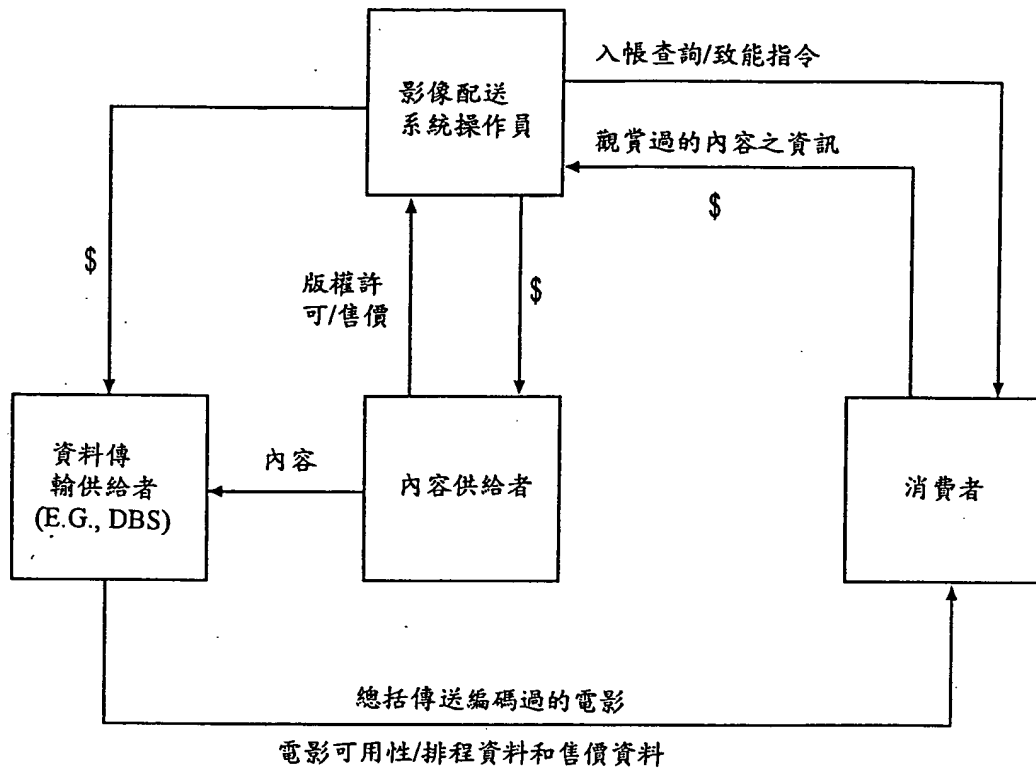 入帳查詢/致能指令
影像配送
系統操作員
觀賞過的內容之資訊
$
$
版權許
可/售價
$
資料傳
輸供給者
(E.G., DBS)
內容
內容供給者
消費者
總括傳送編碼過的電影
電影可用性/排程資料和售價資料